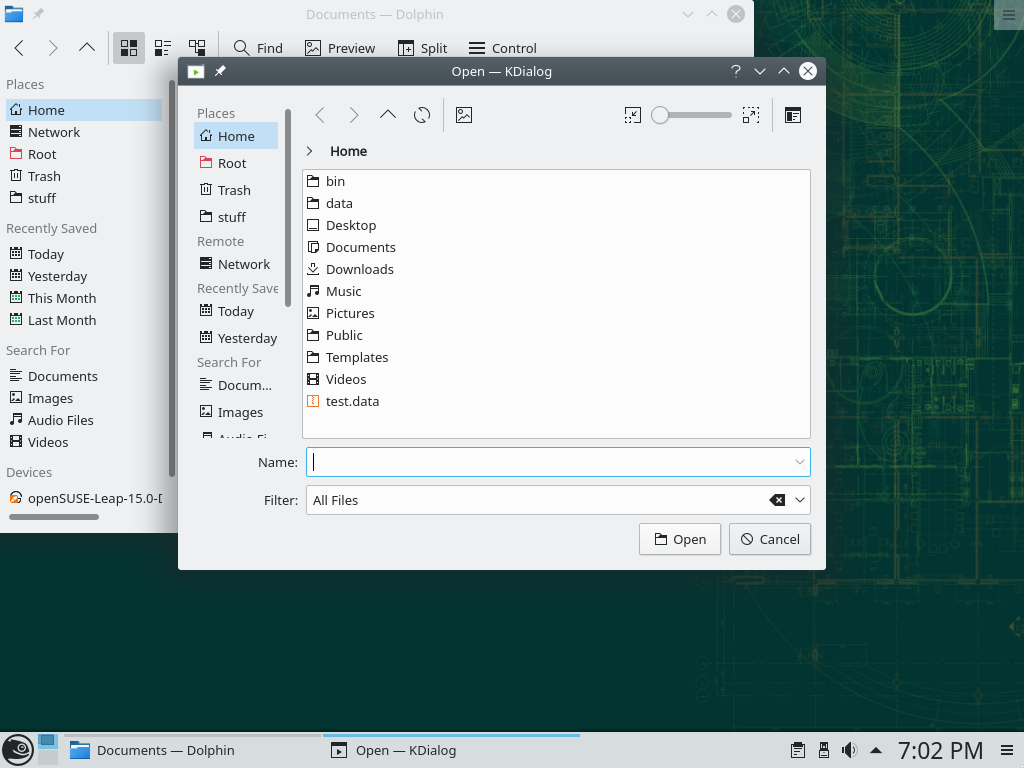 Documents — Dolphin
Find
Preview
Split
Control
Places
Home
Network
Root
Trash
stuff
Recently Saved
Today
Yesterday
This Month
Last Month
Search For
Documents
Images
Audio Files
Videos
Devices
openSUSE-Leap-15.0-
Open — KDialog
Places
Home
Root
Trash
stuff
Remote
Network
Recently Save
Today
Yesterday
Search For
Docum...
Images
Audio Fi
Home
bin
data
Desktop
Documents
Downloads
Music
Pictures
Public
Templates
Videos
test.data
Name:
Filter: All Files
Open
Cancel
Documents — Dolphin
Open — KDialog
7:02 PM